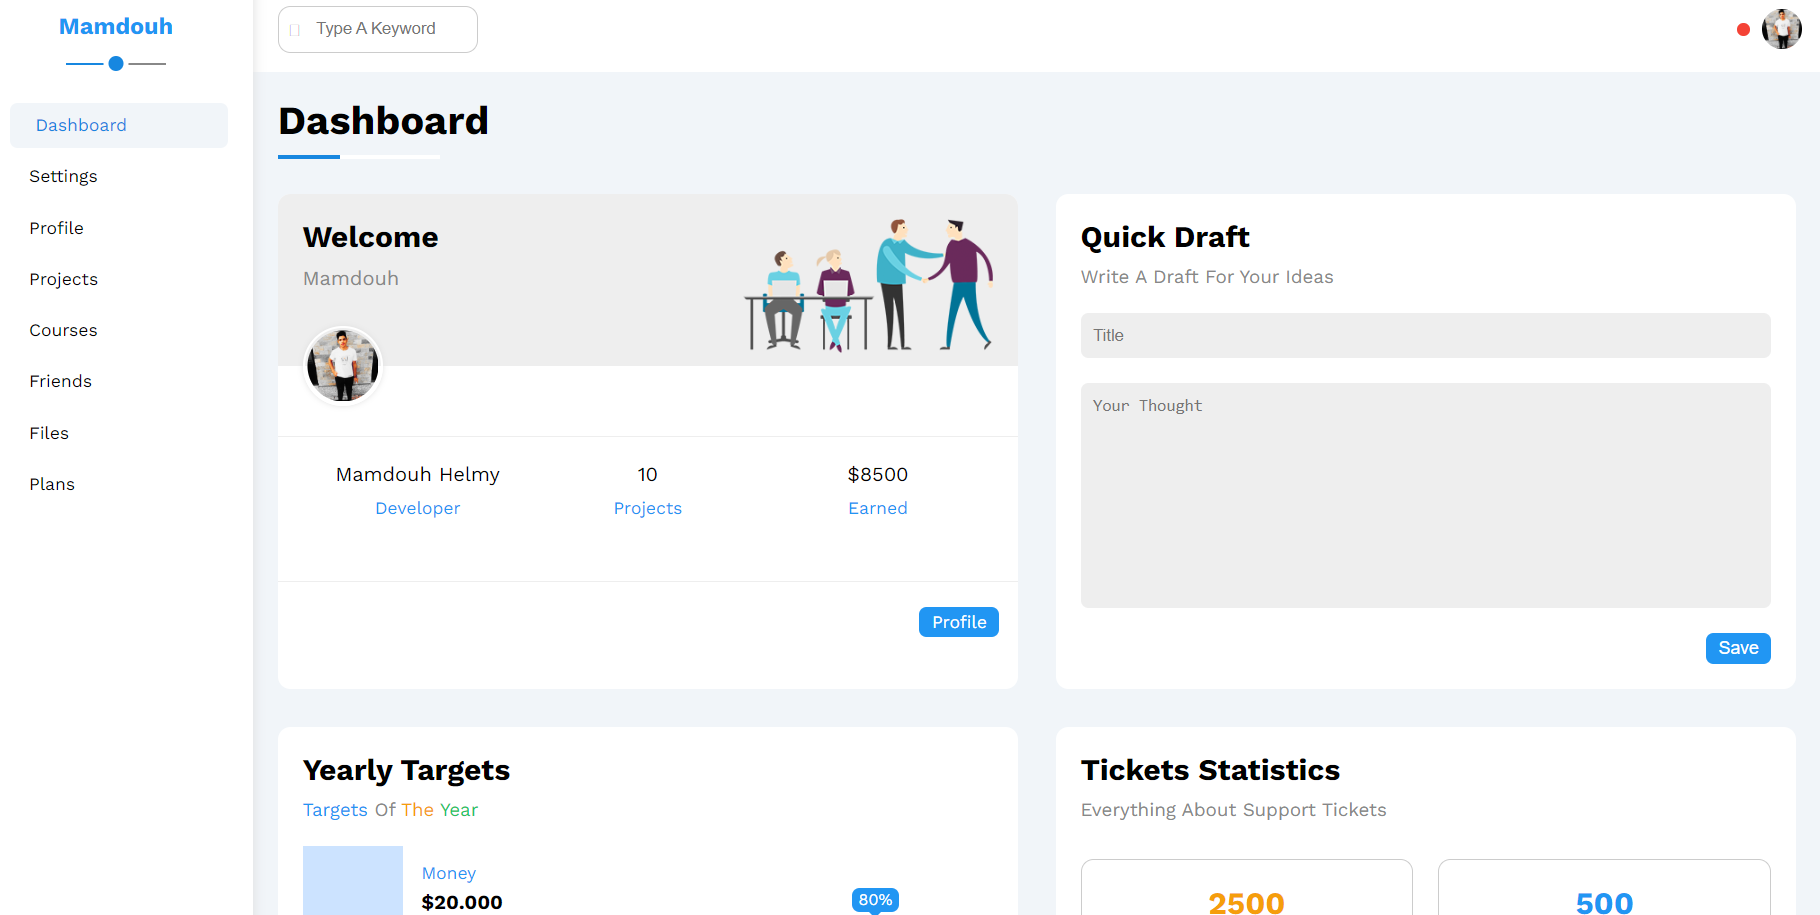 Mamdouh
Type A Keyword
Dashboard
Settings
Profile
Projects
Courses
Friends
Files
Plans
Dashboard
Welcome
Mamdouh
Mamdouh Helmy
Developer
10
Projects
$8500
Earned
Profile
Quick Draft
Write A Draft For Your Ideas
Title
Your Thought
Save
Yearly Targets
Targets Of The Year
Money
$20.000
80%
Tickets Statistics
Everything About Support Tickets
2500
500